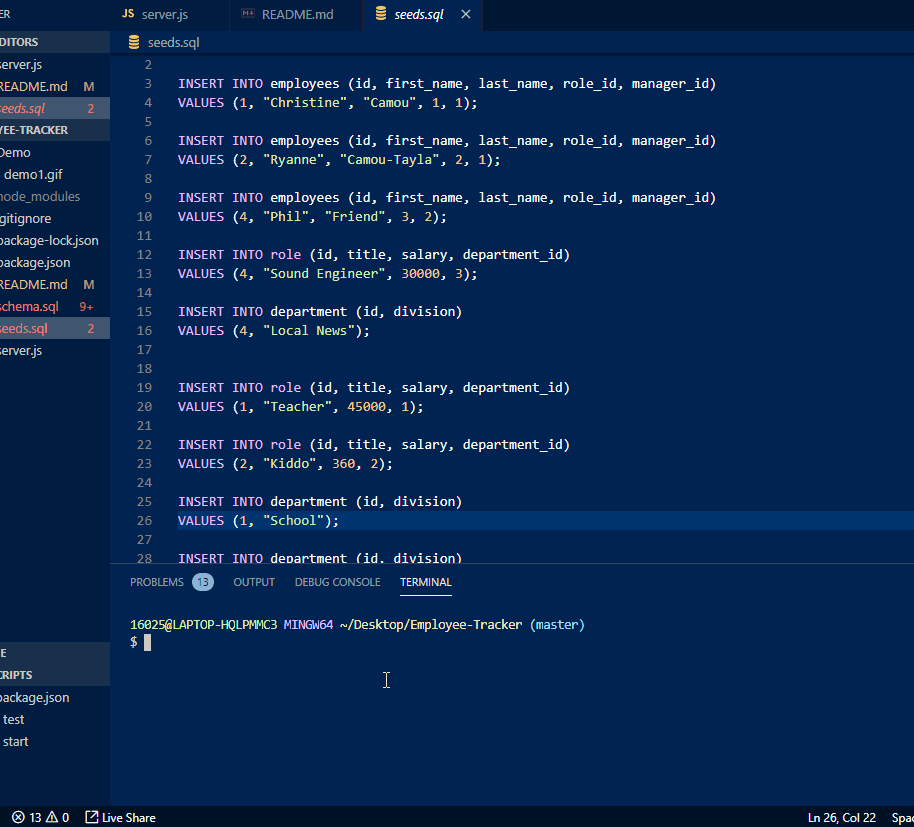 ER
JS server.js
README.md
seeds.sql
DITORS
server.js
README.md M
seeds.sql 2
YEE-TRACKER
Demo
demo1.gif
node_modules
gitignore
package-lock.json
package.json
README.md M
schema.sql 9+
seeds.sql 2
server.js
E
CRIPTS
package.json
test
start
seeds.sql
2
3 INSERT INTO employees (id, first_name, last_name, role_id, manager_id)
4 VALUES (1, "Christine", "Camou", 1, 1);
5
6 INSERT INTO employees (id, first_name, last_name, role_id, manager_id)
7 VALUES (2, "Ryanne", "Camou-Tayla", 2, 1);
8
9 INSERT INTO employees (id, first_name, last_name, role_id, manager_id)
10 VALUES (4, "Phil", "Friend", 3, 2);
11
12 INSERT INTO role (id, title, salary, department_id)
13 VALUES (4, "Sound Engineer", 30000, 3);
14
15 INSERT INTO department (id, division)
16 VALUES (4, "Local News");
17
18
19 INSERT INTO role (id, title, salary, department_id)
20 VALUES (1, "Teacher", 45000, 1);
21
22 INSERT INTO role (id, title, salary, department_id)
23 VALUES (2, "Kiddo", 360, 2);
24
25 INSERT INTO department (id, division)
26 VALUES (1, "School");
27
28 INSERT INTO department (id, division)
PROBLEMS 13 OUTPUT DEBUG CONSOLE TERMINAL
16025@LAPTOP-HQLPMMC3 MINGW64 ~/Desktop/Employee-Tracker (master)
$
13 0 Live Share Ln 26, Col 22 Spac